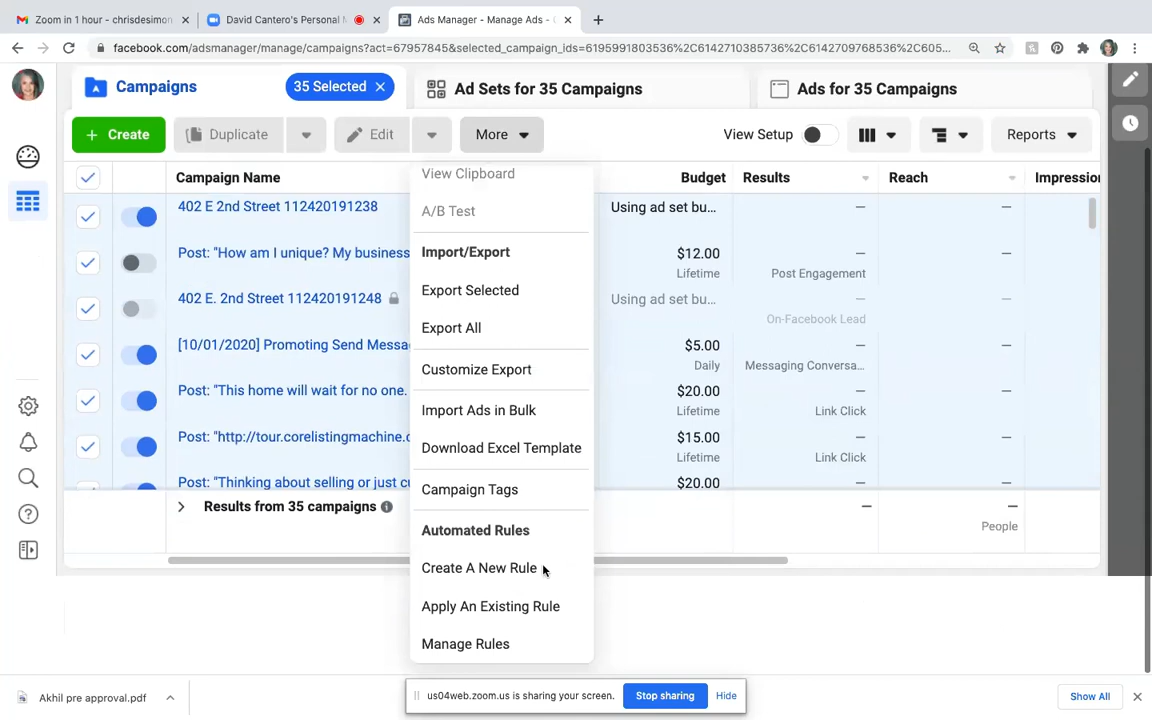 Zoom in 1 hour - chrisdesimon
David Cantero's Personal M
Ads Manager - Manage Ads -
facebook.com/adsmanager/manage/campaigns?act=67957845&selected_campaign_ids=6195991803536%2C6142710385736%2C6142709768536%2C605...
Campaigns
35 Selected
Ad Sets for 35 Campaigns
Ads for 35 Campaigns
+ Create
Duplicate
Edit
More
View Setup
Reports
Campaign Name
Budget
Results
Reach
Impression
View Clipboard
A/B Test
Import/Export
Export Selected
Export All
Customize Export
Import Ads in Bulk
Download Excel Template
Campaign Tags
Automated Rules
Create A New Rule
Apply An Existing Rule
Manage Rules
402 E 2nd Street 112420191238
Using ad set bu...
—
—
Post: "How am I unique? My business
$12.00
Lifetime
—
Post Engagement
—
402 E. 2nd Street 112420191248
Using ad set bu...
—
On-Facebook Lead
—
[10/01/2020] Promoting Send Messa
$5.00
Daily
—
Messaging Conversa...
—
Post: "This home will wait for no one.
$20.00
Lifetime
—
Link Click
—
Post: "http://tour.corelistingmachine.c
$15.00
Lifetime
—
Link Click
—
Post: "Thinking about selling or just cu
$20.00
—
—
Results from 35 campaigns
—
—
People
Akhil pre approval.pdf
us04web.zoom.us is sharing your screen.
Stop sharing
Hide
Show All